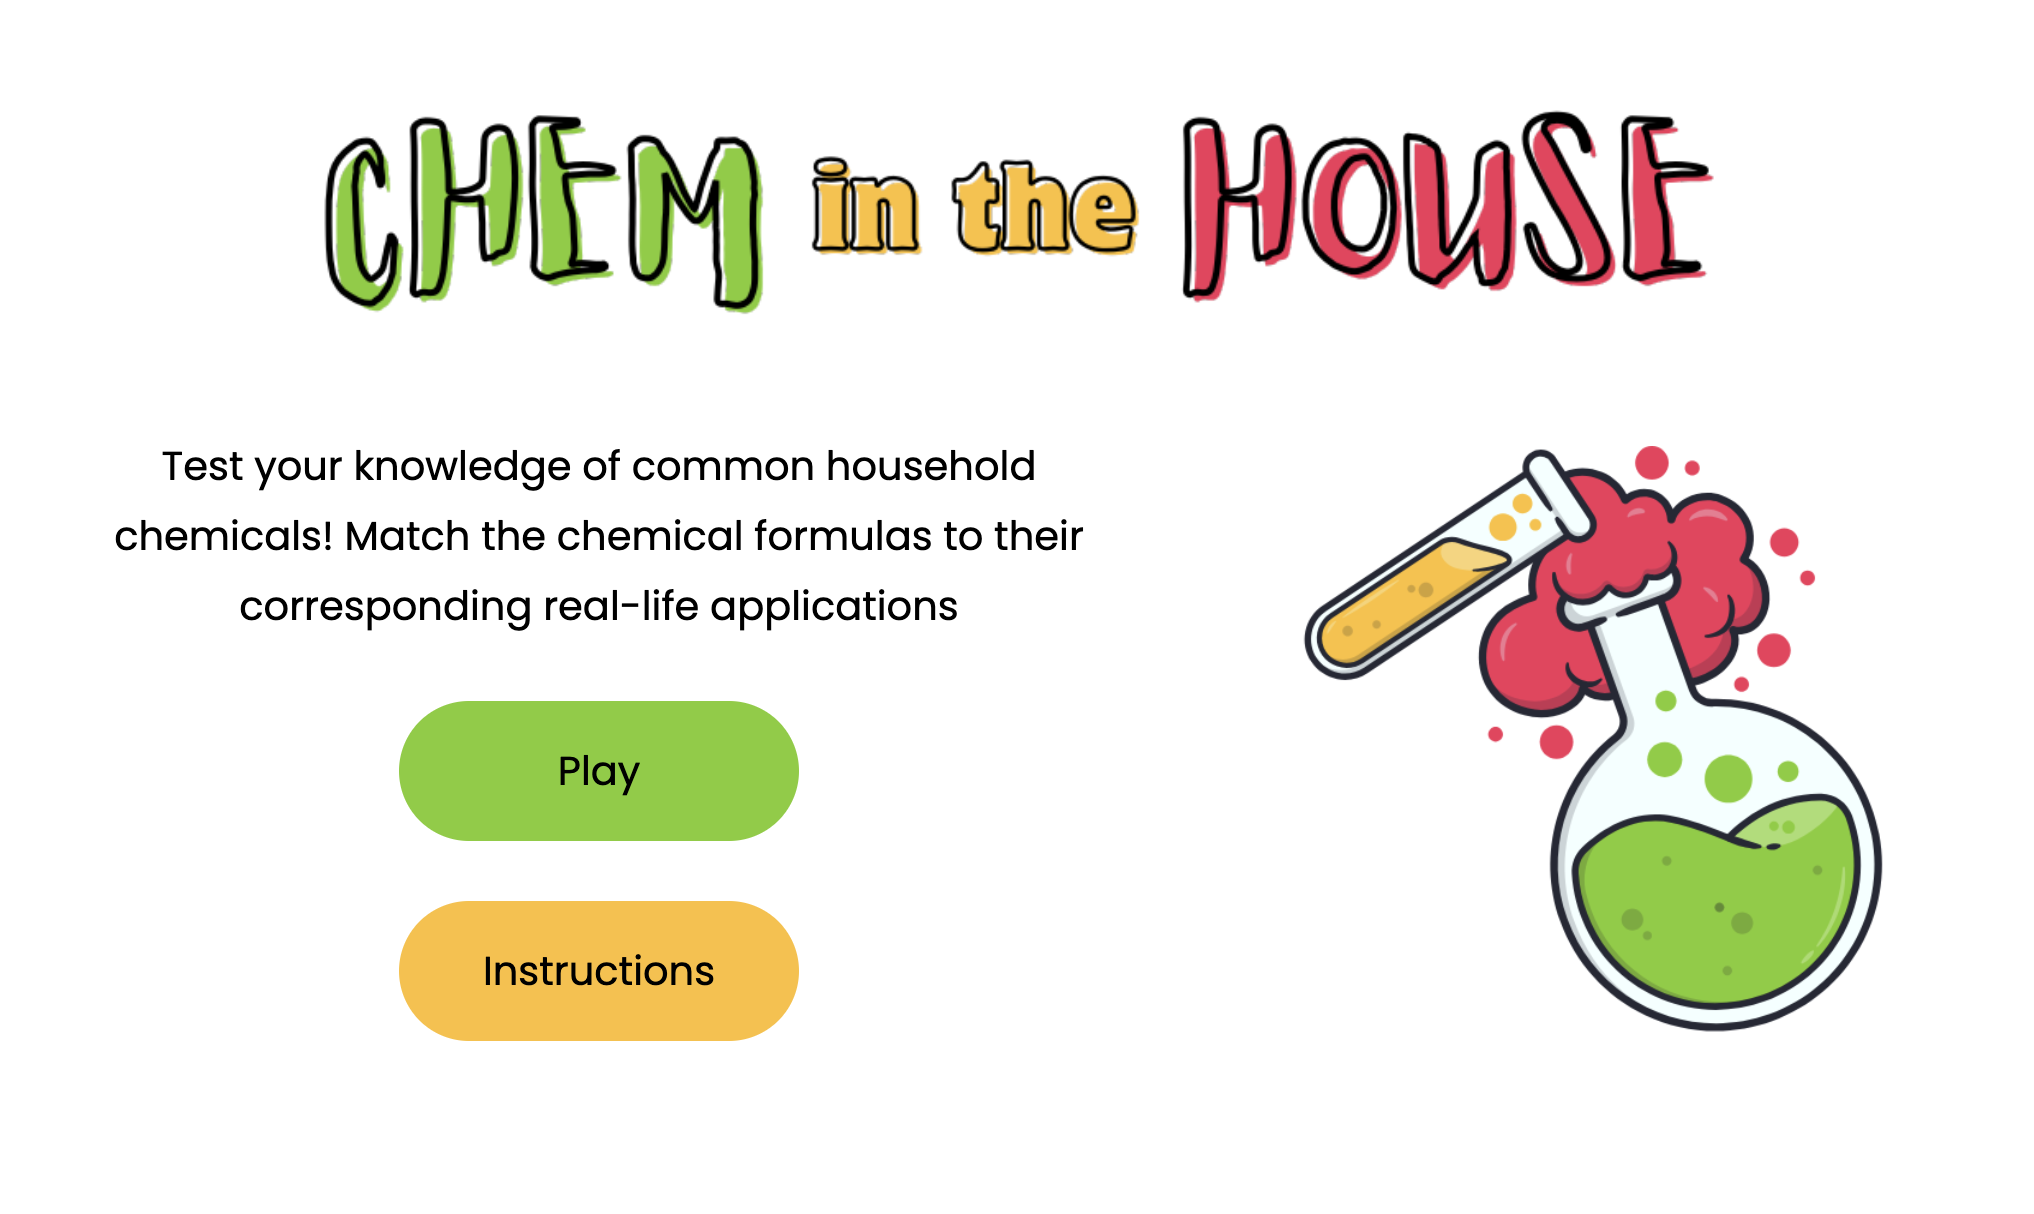 CHEM in the HOUSE
Test your knowledge of common household
chemicals! Match the chemical formulas to their
corresponding real-life applications
Play
Instructions